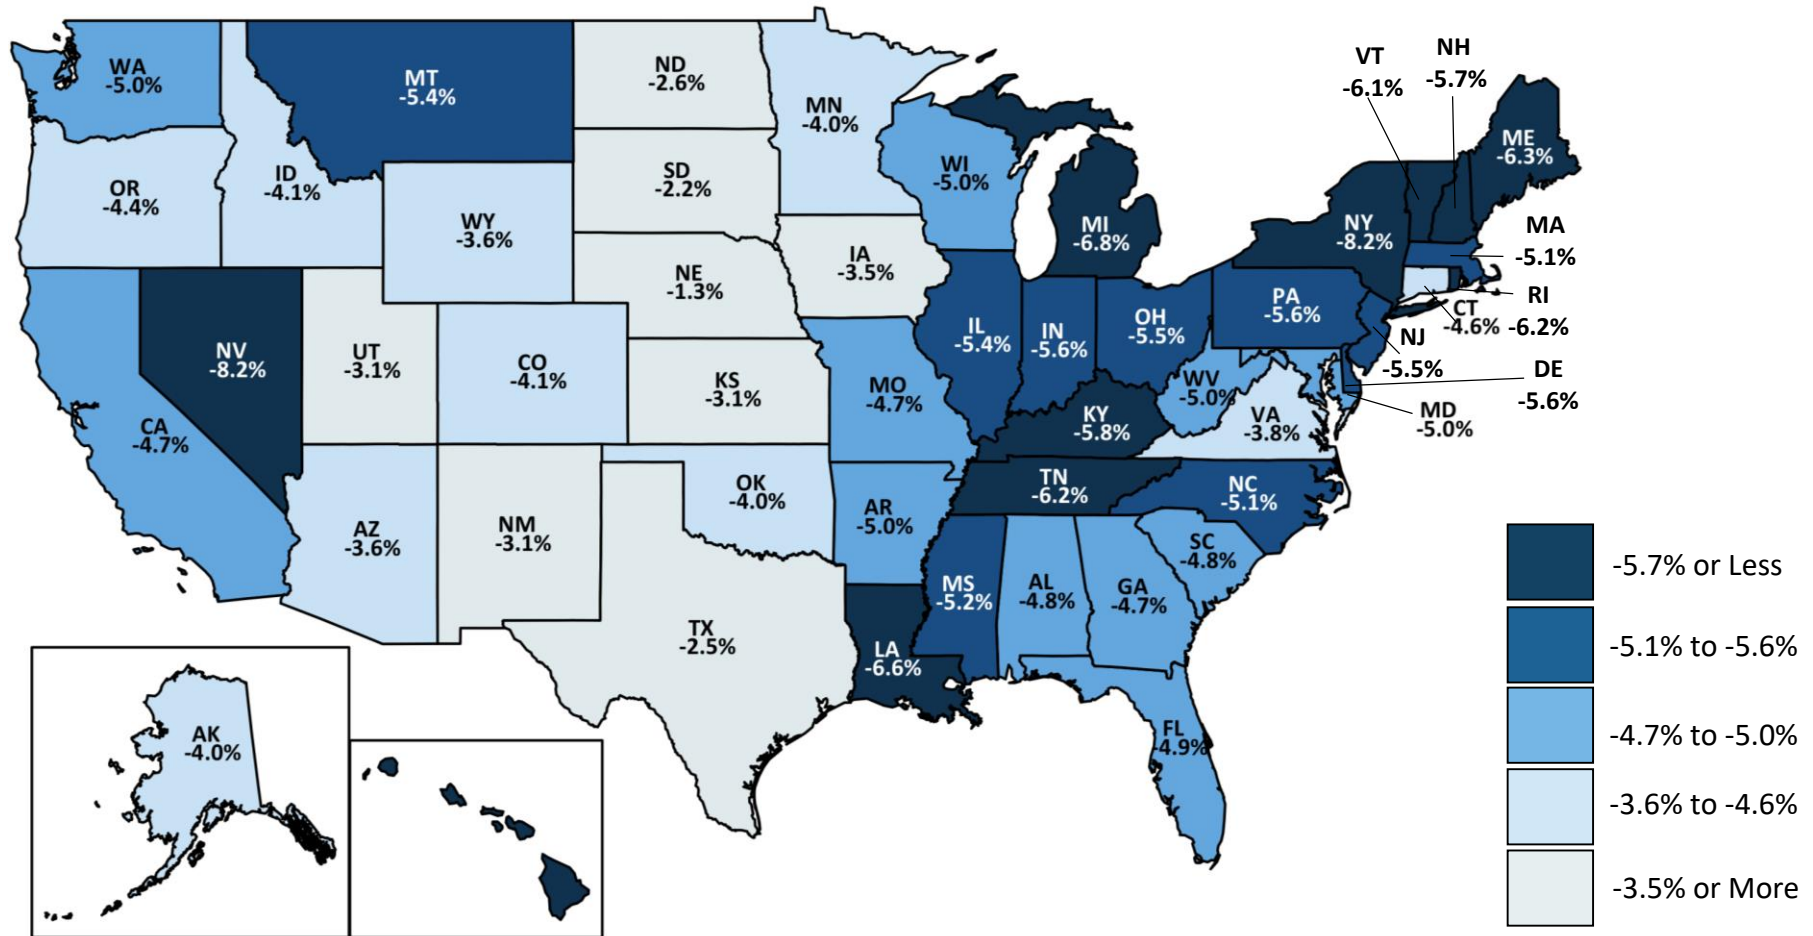 WA
-5.0%
MT
-5.4%
ND
-2.6%
MN
-4.0%
VT
-6.1%
NH
-5.7%
ME
-6.3%
OR
-4.4%
ID
-4.1%
WY
-3.6%
SD
-2.2%
WI
-5.0%
MI
-6.8%
NY
-8.2%
MA
-5.1%
RI
-6.2%
CT
-4.6%
NV
-8.2%
UT
-3.1%
CO
-4.1%
NE
-1.3%
IA
-3.5%
IL
-5.4%
IN
-5.6%
OH
-5.5%
PA
-5.6%
NJ
-5.5%
DE
-5.6%
MD
-5.0%
CA
-4.7%
KS
-3.1%
MO
-4.7%
KY
-5.8%
WV
-5.0%
VA
-3.8%
AZ
-3.6%
NM
-3.1%
OK
-4.0%
AR
-5.0%
TN
-6.2%
NC
-5.1%
SC
-4.8%
TX
-2.5%
LA
-6.6%
MS
-5.2%
AL
-4.8%
GA
-4.7%
FL
-4.9%
AK
-4.0%
-5.7% or Less
-5.1% to -5.6%
-4.7% to -5.0%
-3.6% to -4.6%
-3.5% or More